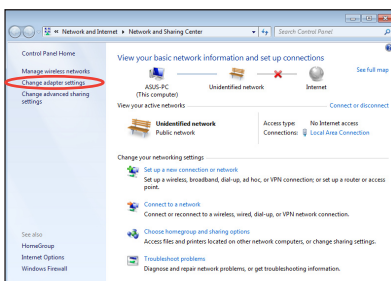 « Network and Internet ▸ Network and Sharing Center
Search Control Panel
Control Panel Home
Manage wireless networks
Change adapter settings
Change advanced sharing
settings
See also
HomeGroup
Internet Options
Windows Firewall
View your basic network information and set up connections
See full map
ASUS-PC
(This computer)
Unidentified network
Internet
View your active networks
Connect or disconnect
Unidentified network
Public network
Access type: No Internet access
Connections: Local Area Connection
Change your networking settings
Set up a new connection or network
Set up a wireless, broadband, dial-up, ad hoc, or VPN connection; or set up a router or access
point.
Connect to a network
Connect or reconnect to a wireless, wired, dial-up, or VPN network connection.
Choose homegroup and sharing options
Access files and printers located on other network computers, or change sharing settings.
Troubleshoot problems
Diagnose and repair network problems, or get troubleshooting information.